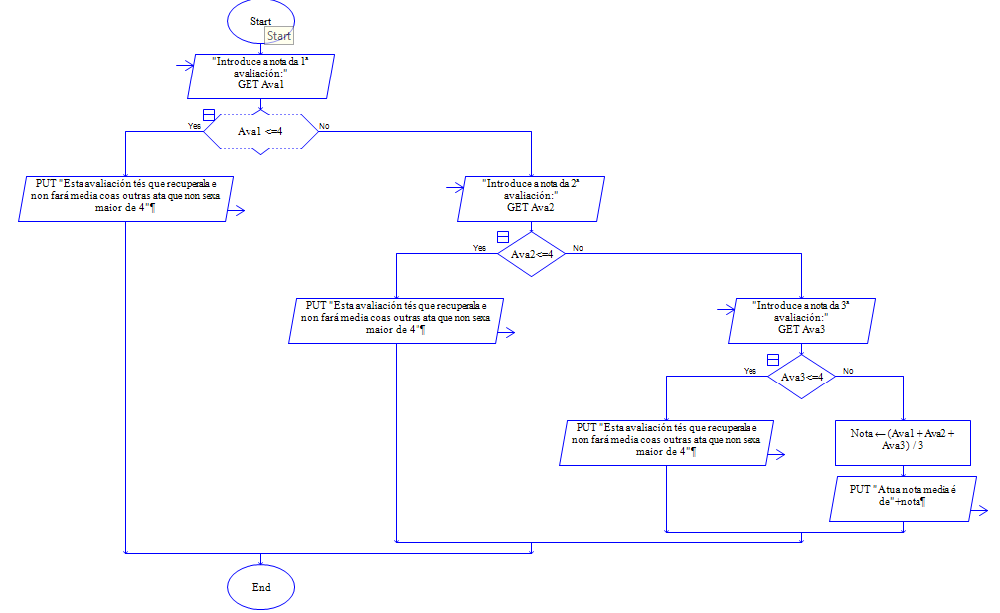 Start
Start
"Introduce a nota da 1ª
avaliación:"
GET Ava1
Yes
Ava1 <=4
No
PUT "Esta avaliación tés que recuperala e
non fará media coas outras ata que non sexa
maior de 4"¶
"Introduce a nota da 2ª
avaliación:"
GET Ava2
Yes
Ava2<=4
No
PUT "Esta avaliación tés que recuperala e
non fará media coas outras ata que non sexa
maior de 4"¶
"Introduce a nota da 3ª
avaliación:"
GET Ava3
Yes
Ava3<=4
No
PUT "Esta avaliación tés que recuperala e
non fará media coas outras ata que non sexa
maior de 4"¶
Nota ← (Ava1 + Ava2 +
Ava3) / 3
PUT "A tua nota media é
de"+nota¶
End